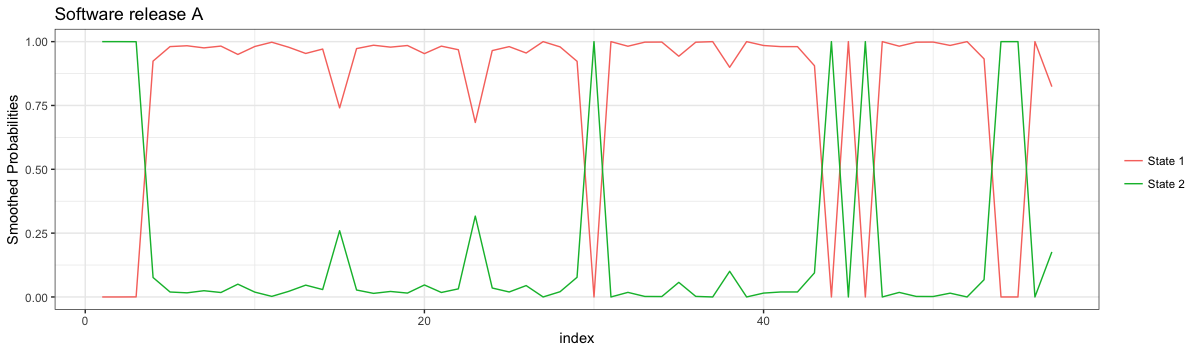 Software release A
1.00
0.75
0.50
0.25
0.00
Smoothed Probabilities
0
20
40
index
State 1
State 2